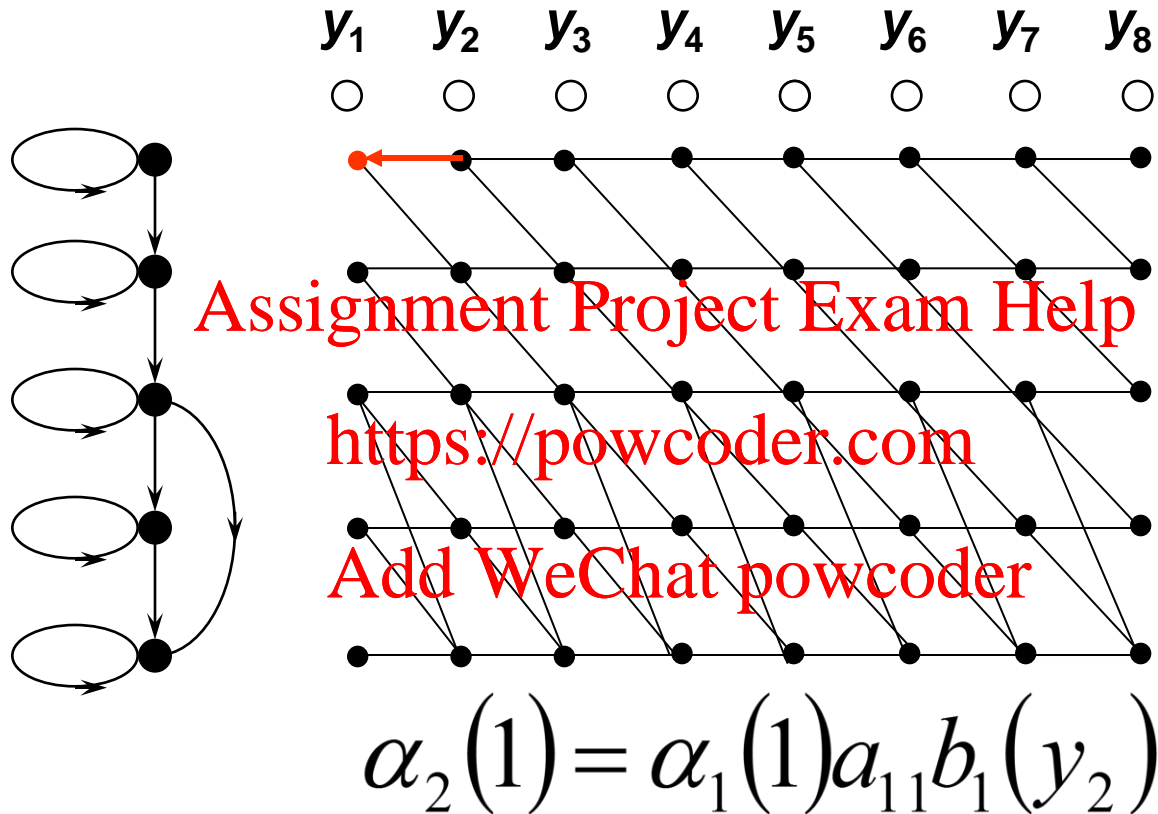 y₁ y₂ y₃ y₄ y₅ y₆ y₇ y₈
Assignment Project Exam Help
https://powcoder.com
Add WeChat powcoder
α₂(1) = α₁(1)a₁₁b₁(y₂)